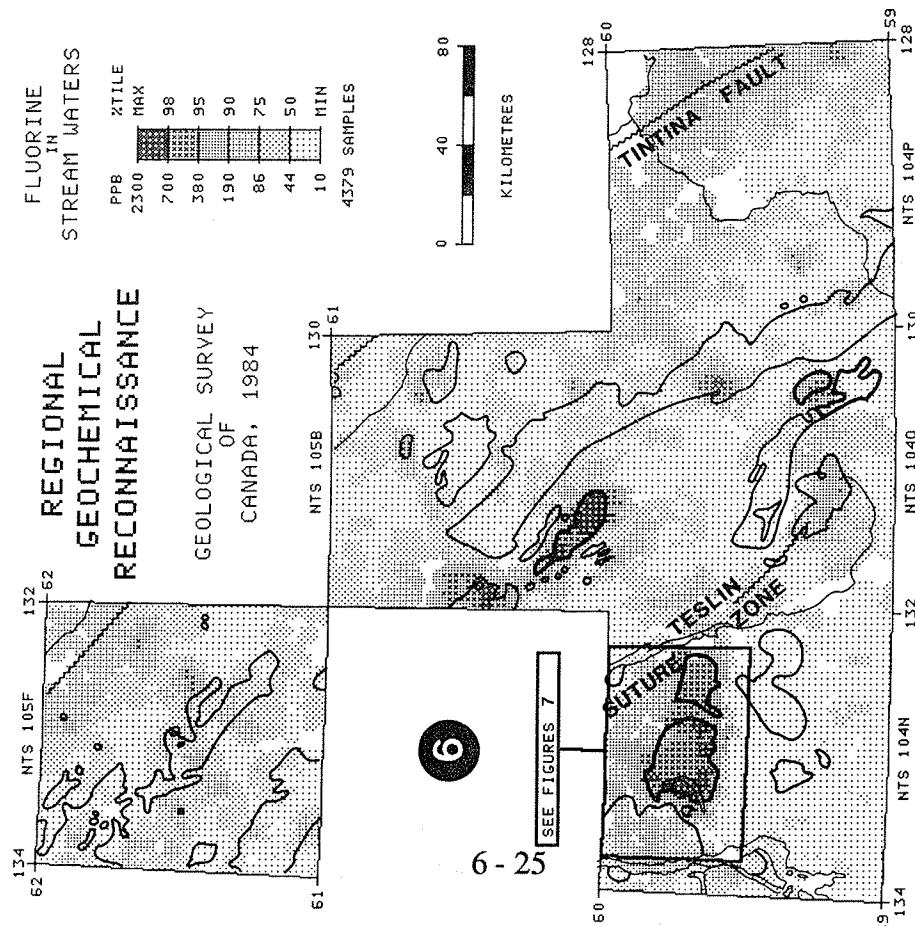 REGIONAL
GEOCHEMICAL
RECONNAISSANCE
GEOLOGICAL SURVEY
OF
CANADA, 1984
FLUORINE
IN
STREAM WATERS
PPB %TILE
2300 MAX
700 98
380 95
190 90
86 75
44 50
10 MIN
4379 SAMPLES
0 40 80
KILOMETRES
NTS 105F
134
132
62
62
61
NTS 105B
130
61
TINTINA FAULT
128
60
NTS 104P
128
59
130
NTS 104O
132
TESLIN
SUTURE ZONE
NTS 104N
134
60
59
6
SEE FIGURES 7
6 - 25